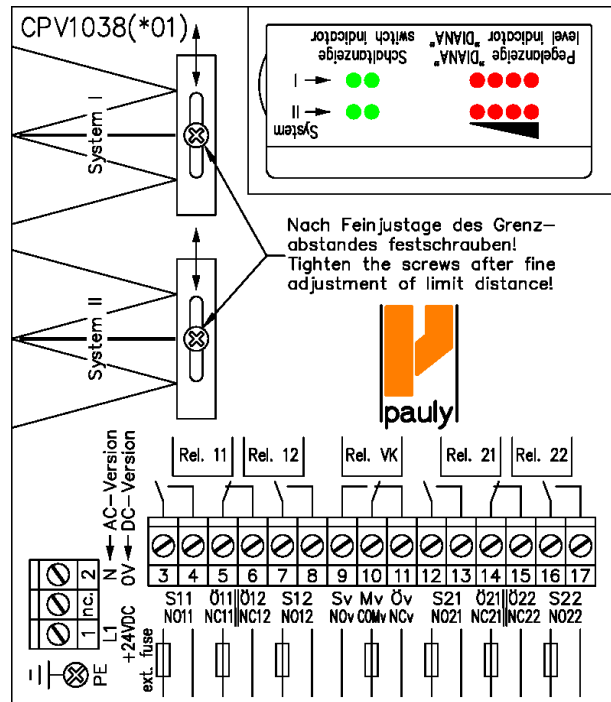 CPV1038(*01)
System I
System II
Schaltanzeige
switch indicator
Pegelanzeige "DIANA"
level indicator "DIANA"
I
II
System
Nach Feinjustage des Grenz-
abstandes festschrauben!
Tighten the screws after fine
adjustment of limit distance!
pauly
Rel. 11 Rel. 12 Rel. VK Rel. 21 Rel. 22
AC-Version
DC-Version
N 0V
2
nc.
1
L1
+24VDC
PE
3 4 5 6 7 8 9 10 11 12 13 14 15 16 17
S11 Ö11 Ö12 S12 Sv Mv Öv S21 Ö21 Ö22 S22
NO11 NC11 NC12 NO12 NOv COMv NCv NO21 NC21 NC22 NO22
ext. fuse